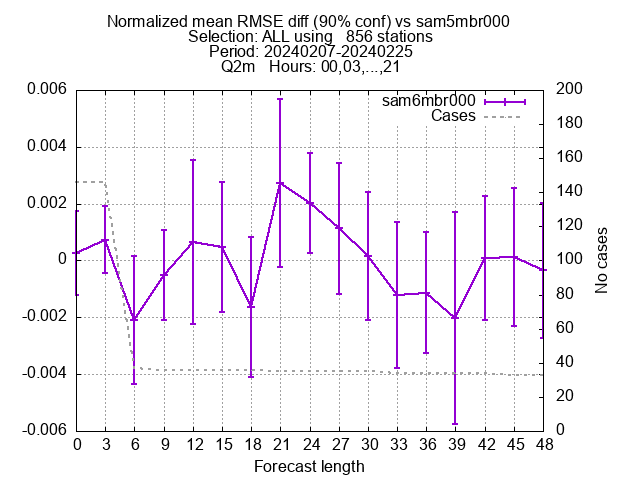 Normalized mean RMSE diff (90% conf) vs sam5mbr000
Selection: ALL using   856 stations
Period: 20240207-20240225
Q2m   Hours: 00,03,...,21
sam6mbr000
Cases
0.006
0.004
0.002
0
-0.002
-0.004
-0.006
200
180
160
140
120
100
80
60
40
20
0
No cases
0 3 6 9 12 15 18 21 24 27 30 33 36 39 42 45 48
Forecast length